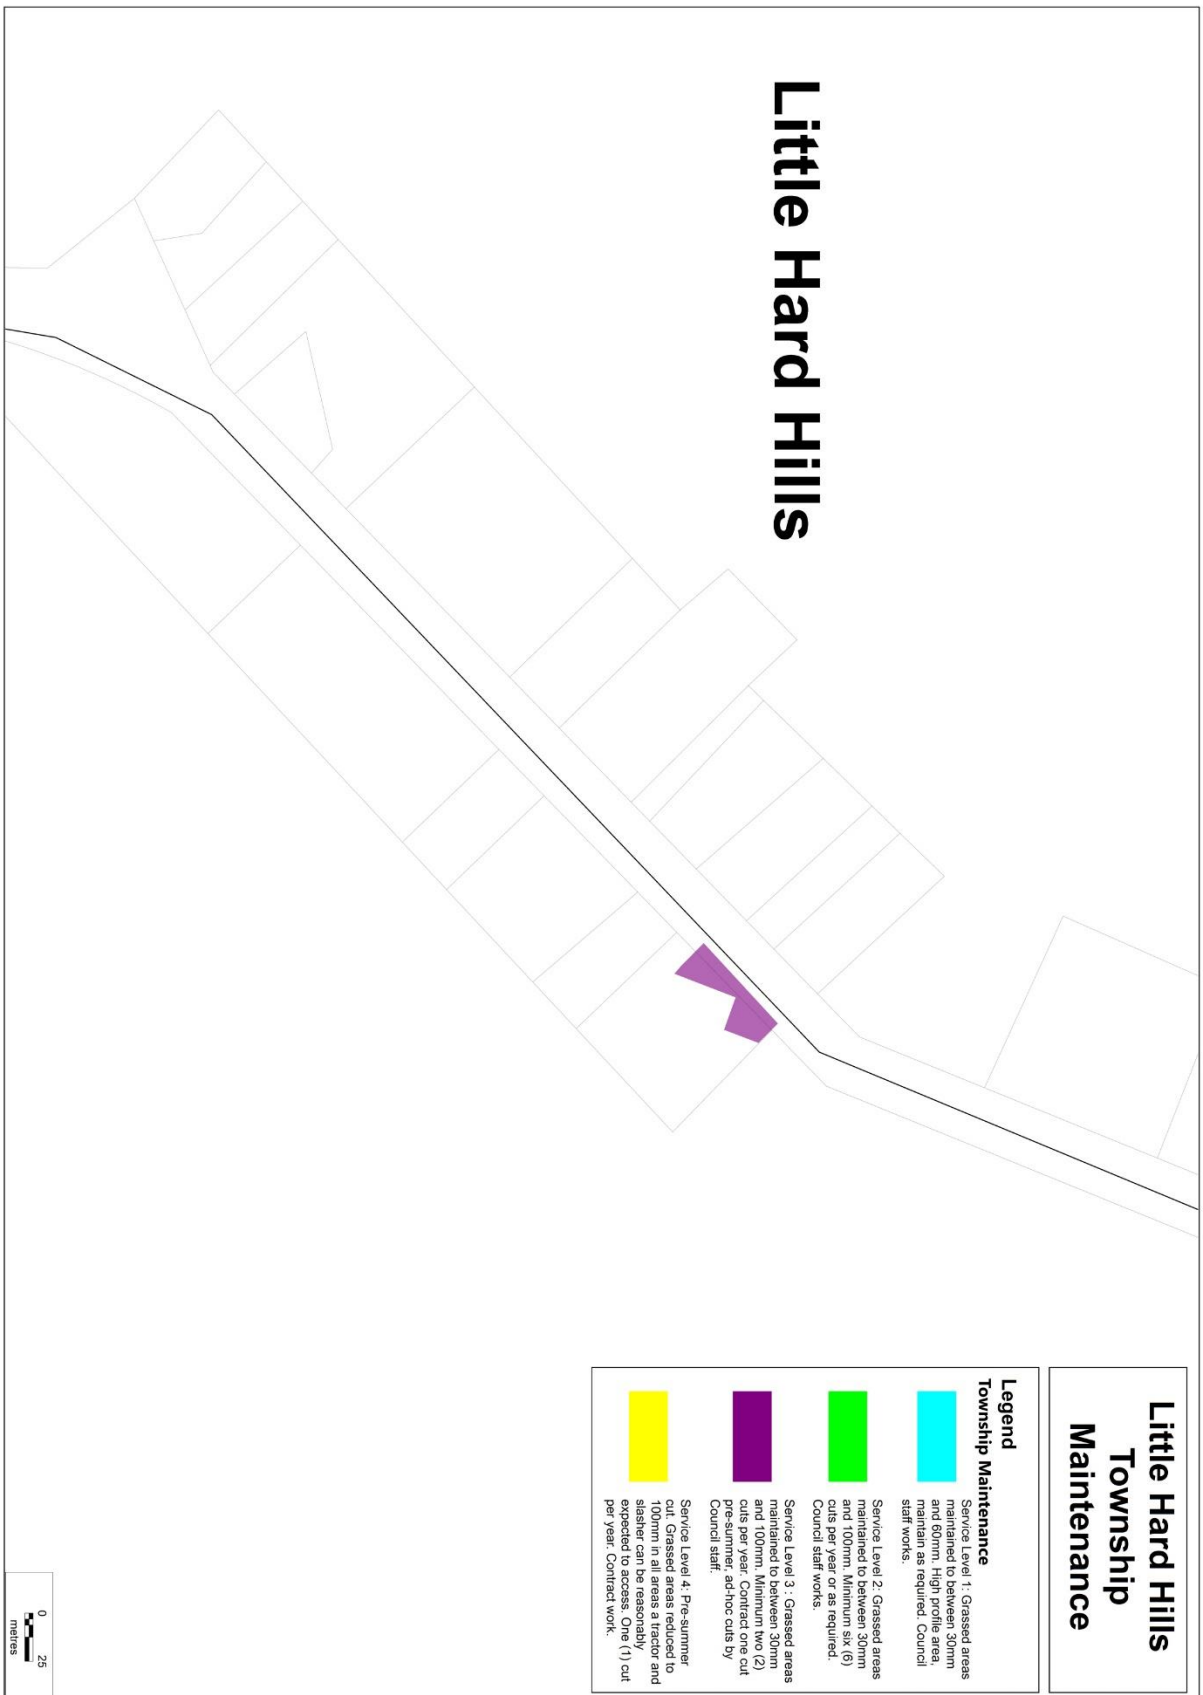 Little Hard Hills
Little Hard Hills
Township
Maintenance
Legend
Township Maintenance
Service Level 1: Grassed areas
maintained to between 30mm
and 60mm. High profile area,
maintain as required. Council
staff works.
Service Level 2: Grassed areas
maintained to between 30mm
and 100mm. Minimum six (6)
cuts per year or as required.
Council staff works.
Service Level 3 : Grassed areas
maintained to between 30mm
and 100mm. Minimum two (2)
cuts per year. Contract one cut
pre-summer, ad-hoc cuts by
Council staff.
Service Level 4: Pre-summer
cut. Grassed areas reduced to
100mm in all areas a tractor and
slasher can be reasonably
expected to access. One (1) cut
per year. Contract work.
0 25
metres